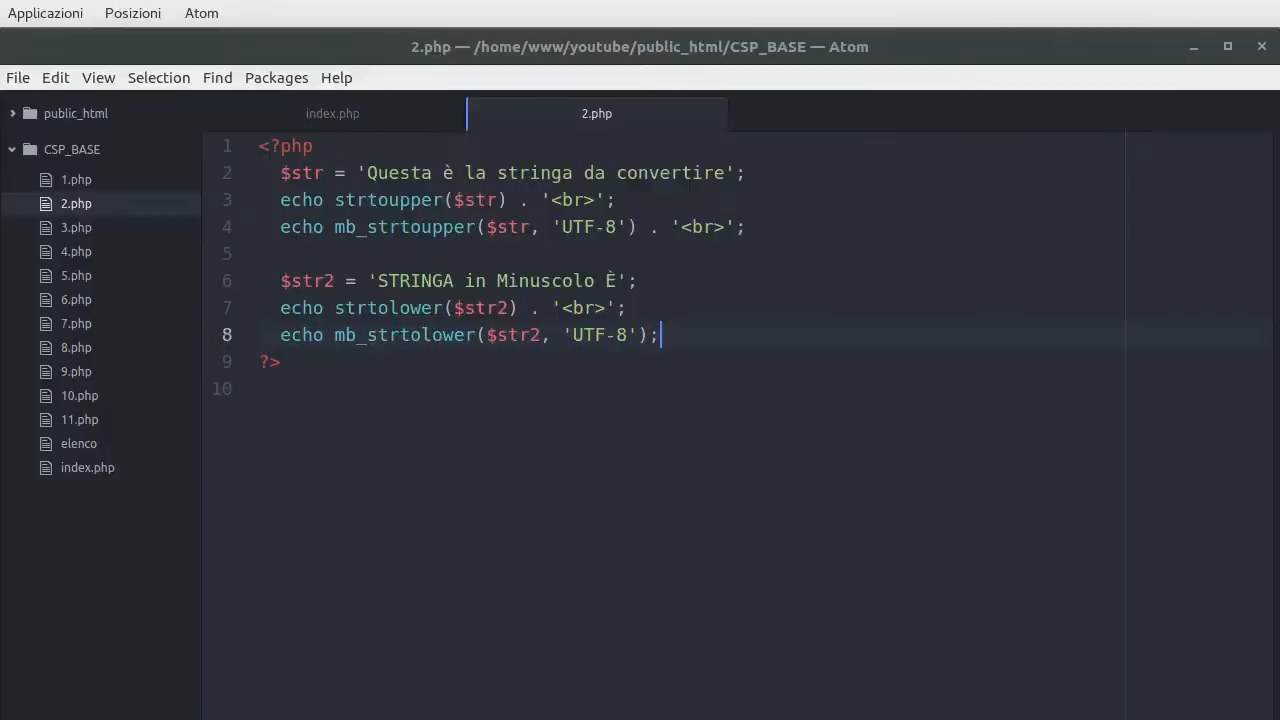 Applicazioni Posizioni Atom
2.php — /home/www/youtube/public_html/CSP_BASE — Atom
File Edit View Selection Find Packages Help
public_html
CSP_BASE
1.php
2.php
3.php
4.php
5.php
6.php
7.php
8.php
9.php
10.php
11.php
elenco
index.php
index.php 2.php
1 <?php
2   $str = 'Questa è la stringa da convertire';
3   echo strtoupper($str) . '<br>';
4   echo mb_strtoupper($str, 'UTF-8') . '<br>';
5
6   $str2 = 'STRINGA in Minuscolo È';
7   echo strtolower($str2) . '<br>';
8   echo mb_strtolower($str2, 'UTF-8');
9 ?>
10